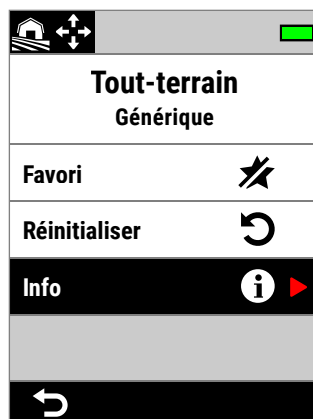 Tout-terrain
Générique
Favori
Réinitialiser
Info